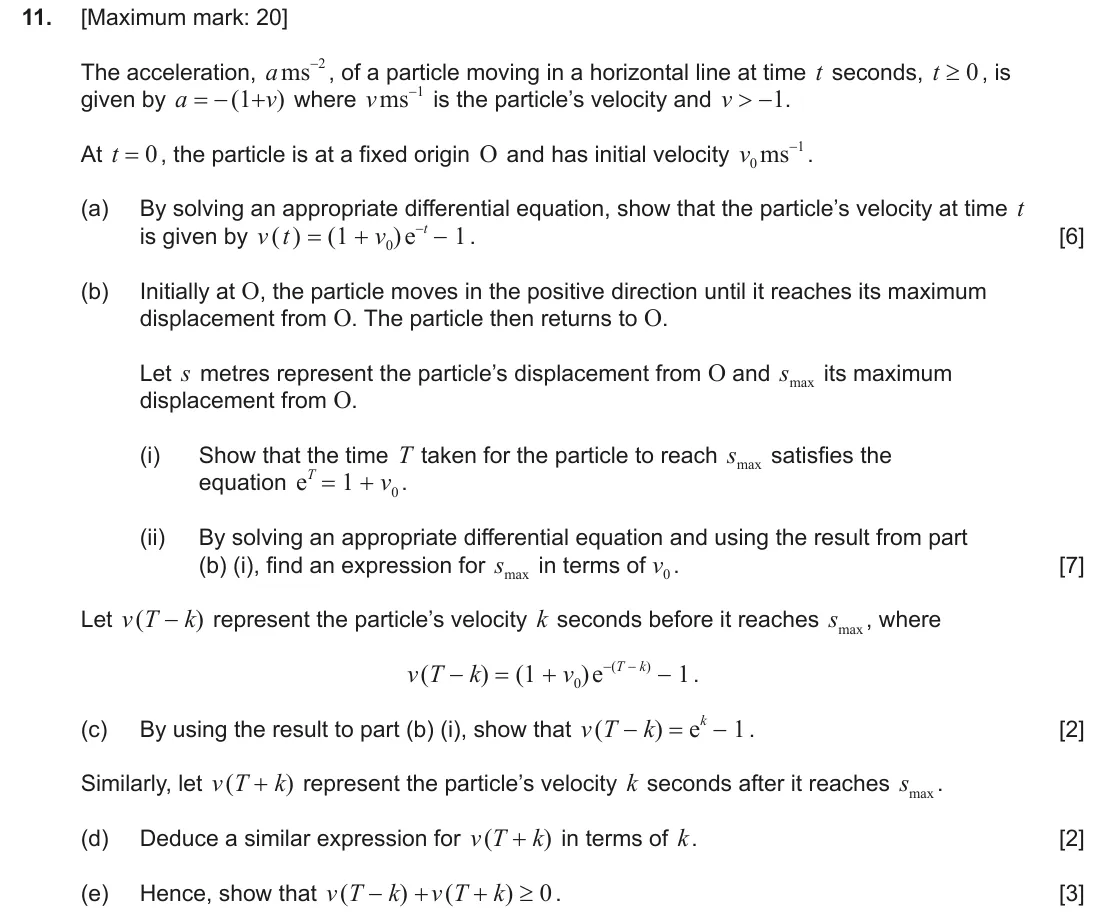 11. [Maximum mark: 20]
The acceleration, a ms⁻², of a particle moving in a horizontal line at time t seconds, t ≥ 0, is
given by a = −(1+v) where v ms⁻¹ is the particle’s velocity and v > −1.
At t = 0, the particle is at a fixed origin O and has initial velocity v₀ ms⁻¹.
(a) By solving an appropriate differential equation, show that the particle’s velocity at time t
is given by v(t) = (1 + v₀)e⁻ᵗ − 1. [6]
(b) Initially at O, the particle moves in the positive direction until it reaches its maximum
displacement from O. The particle then returns to O.
Let s metres represent the particle’s displacement from O and s_max its maximum
displacement from O.
(i) Show that the time T taken for the particle to reach s_max satisfies the
equation e^T = 1 + v₀.
(ii) By solving an appropriate differential equation and using the result from part
(b) (i), find an expression for s_max in terms of v₀. [7]
Let v(T − k) represent the particle’s velocity k seconds before it reaches s_max, where
v(T − k) = (1 + v₀)e^−(T − k) − 1.
(c) By using the result to part (b) (i), show that v(T − k) = e^k − 1. [2]
Similarly, let v(T + k) represent the particle’s velocity k seconds after it reaches s_max.
(d) Deduce a similar expression for v(T + k) in terms of k. [2]
(e) Hence, show that v(T − k) + v(T + k) ≥ 0. [3]